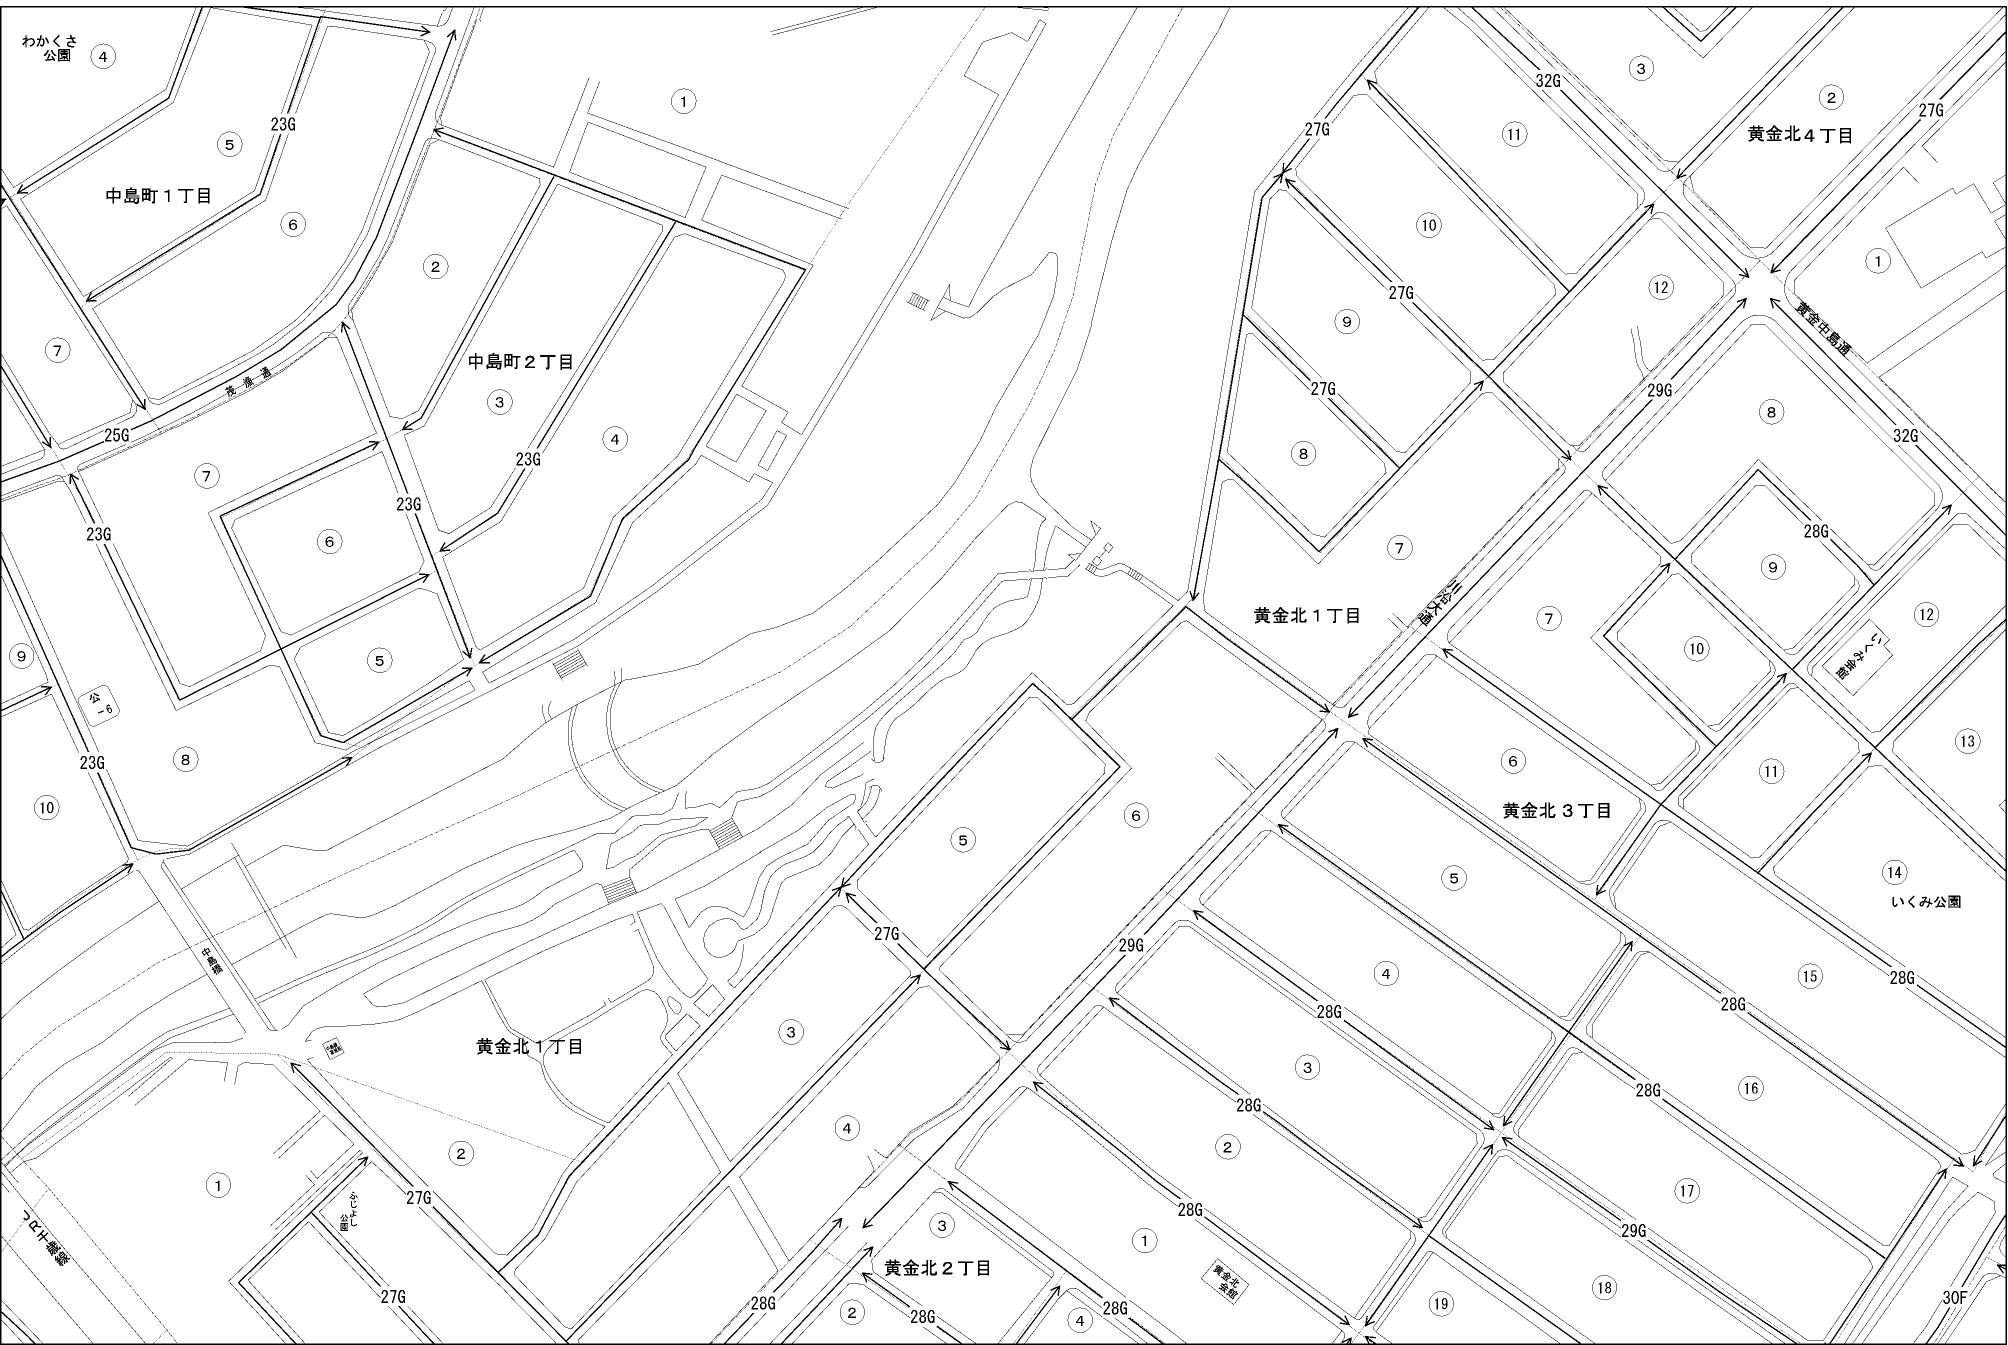 わかくさ
公園
④
①
③
②
32G
27G
黄金北４丁目
23G
⑤
⑪
27G
中島町１丁目
⑥
⑩
②
①
⑫
27G
⑨
黄金中島通
⑦
中島町２丁目
茂漁通
③
27G
29G
⑧
25G
④
32G
⑦
23G
⑧
23G
23G
⑥
⑦
28G
⑨
⑨
⑤
黄金北１丁目
⑦
⑫
いくみ会館
⑩
公
－6
23G
⑧
⑬
⑥
⑪
⑩
黄金北３丁目
⑥
⑤
⑤
⑭
いくみ公園
27G
29G
④
⑮
28G
中島橋
28G
28G
③
黄金北１丁目
③
⑯
28G
28G
④
②
②
①
27G
ふじよし
公園
⑰
28G
29G
①
③
ＪＲ千歳線
黄金北２丁目
黄金北
会館
⑱
27G
28G
②
28G
④
28G
⑲
30F